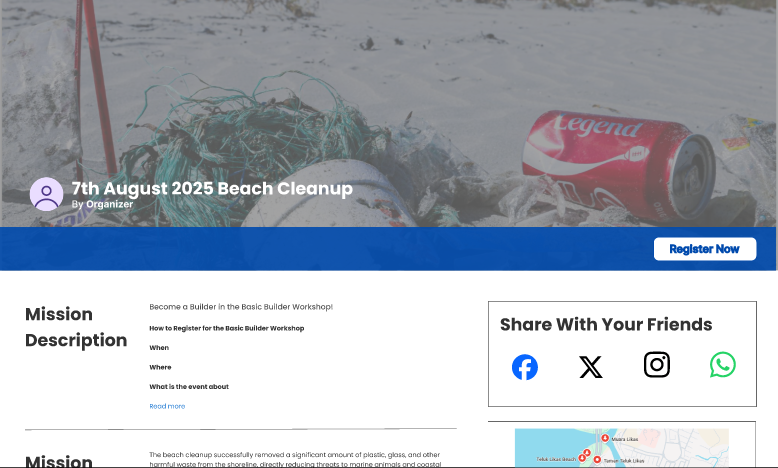 Legend
7th August 2025 Beach Cleanup
By Organizer
Register Now
Mission
Description
Become a Builder in the Basic Builder Workshop!
How to Register for the Basic Builder Workshop
When
Where
What is the event about
Read more
Share With Your Friends
Mission
The beach cleanup successfully removed a significant amount of plastic, glass, and other
harmful waste from the shoreline, directly reducing threats to marine animals and coastal
Muara Likas
Teluk Likas Beach
Taman Teluk Likas